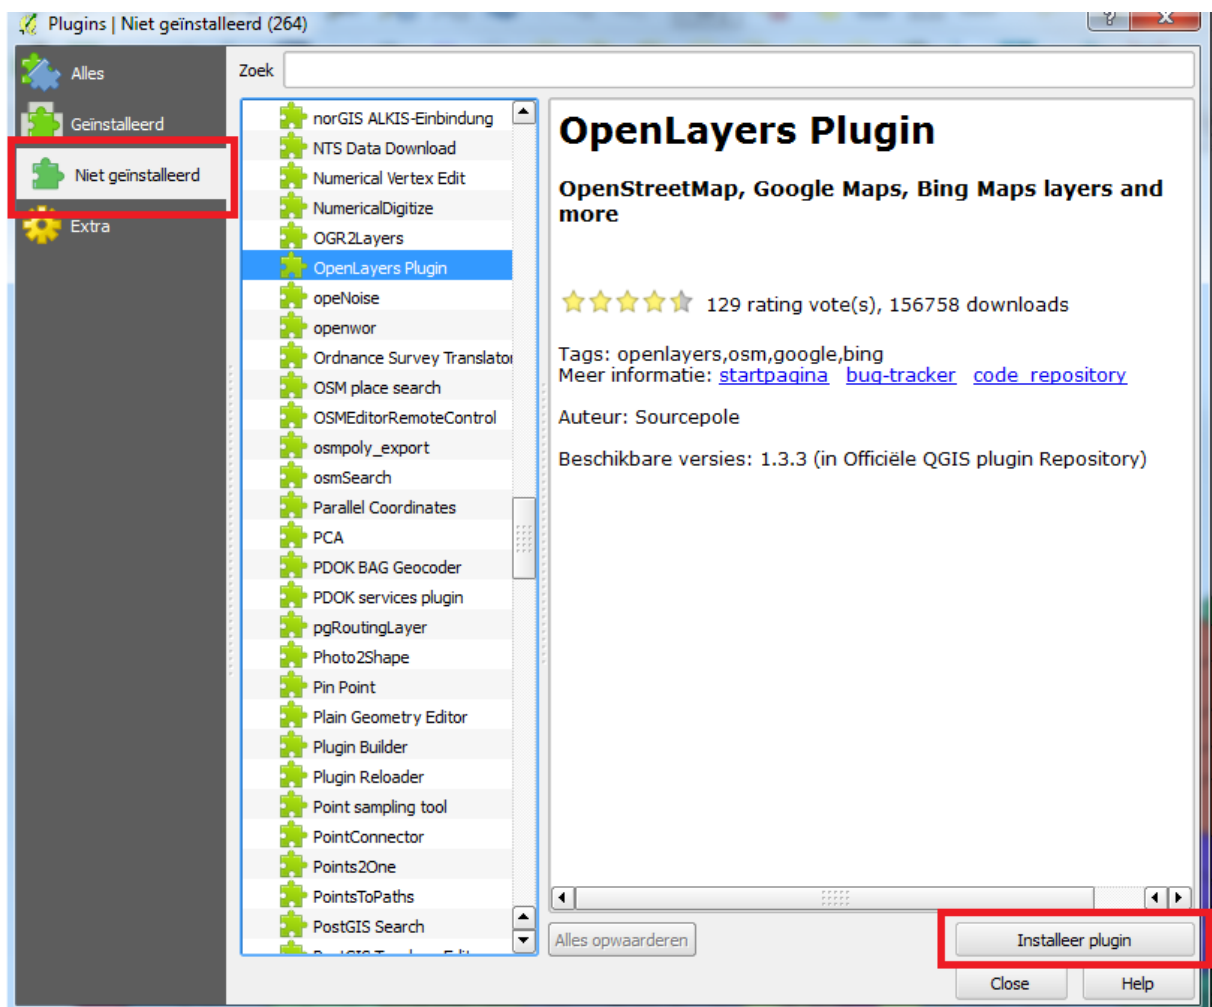 Plugins | Niet geïnstalleerd (264)
Alles
Geïnstalleerd
Niet geïnstalleerd
Extra
Zoek
norGIS ALKIS-Einbindung
NTS Data Download
Numerical Vertex Edit
NumericalDigitize
OGR2Layers
OpenLayers Plugin
opeNoise
openwor
Ordnance Survey Translator
OSM place search
OSMEditorRemoteControl
osmpoly_export
osmSearch
Parallel Coordinates
PCA
PDOK BAG Geocoder
PDOK services plugin
pgRoutingLayer
Photo2Shape
Pin Point
Plain Geometry Editor
Plugin Builder
Plugin Reloader
Point sampling tool
PointConnector
Points2One
PointsToPaths
PostGIS Search
OpenLayers Plugin
OpenStreetMap, Google Maps, Bing Maps layers and
more
129 rating vote(s), 156758 downloads
Tags: openlayers,osm,google,bing
Meer informatie: startpagina bug-tracker code repository
Auteur: Sourcepole
Beschikbare versies: 1.3.3 (in Officiële QGIS plugin Repository)
Alles opwaarderen
Installeer plugin
Close
Help